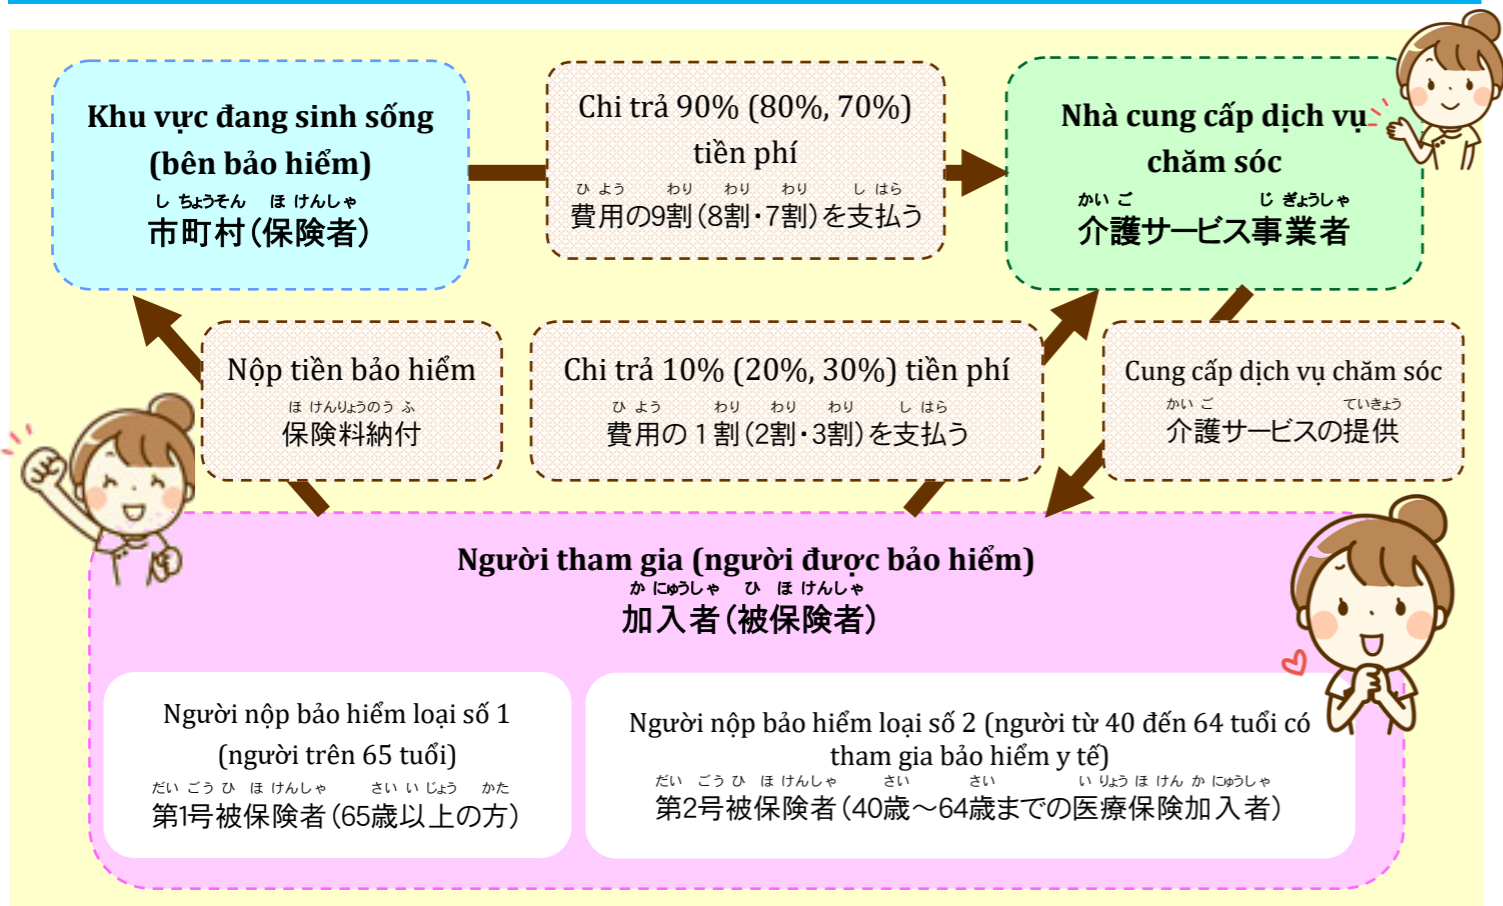 Khu vực đang sinh sống
(bên bảo hiểm)
し ちょうそん ほ けんしゃ
市町村(保険者)
Chi trả 90% (80%, 70%)
tiền phí
ひ よう わり わり わり し はら
費用の9割(8割・7割)を支払う
Nhà cung cấp dịch vụ
chăm sóc
かい ご じ ぎょうしゃ
介護サービス事業者
Nộp tiền bảo hiểm
ほ けんりょうのう ふ
保険料納付
Chi trả 10% (20%, 30%) tiền phí
ひ よう わり わり わり し はら
費用の1割(2割・3割)を支払う
Cung cấp dịch vụ chăm sóc
かい ご ていきょう
介護サービスの提供
Người tham gia (người được bảo hiểm)
か にゅうしゃ ひ ほ けんしゃ
加入者(被保険者)
Người nộp bảo hiểm loại số 1
(người trên 65 tuổi)
だい ごう ひ ほ けんしゃ さい い じょう かた
第1号被保険者(65歳以上の方)
Người nộp bảo hiểm loại số 2 (người từ 40 đến 64 tuổi có
tham gia bảo hiểm y tế)
だい ごう ひ ほ けんしゃ さい さい い りょう ほ けん か にゅうしゃ
第2号被保険者(40歳～64歳までの医療保険加入者)